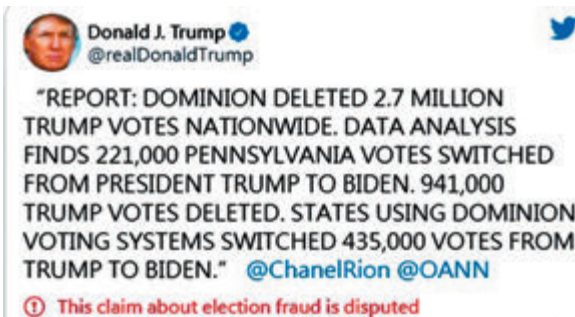 Donald J. Trump
@realDonaldTrump
"REPORT: DOMINION DELETED 2.7 MILLION
TRUMP VOTES NATIONWIDE. DATA ANALYSIS
FINDS 221,000 PENNSYLVANIA VOTES SWITCHED
FROM PRESIDENT TRUMP TO BIDEN. 941,000
TRUMP VOTES DELETED. STATES USING DOMINION
VOTING SYSTEMS SWITCHED 435,000 VOTES FROM
TRUMP TO BIDEN." @ChanelRion @OANN
This claim about election fraud is disputed